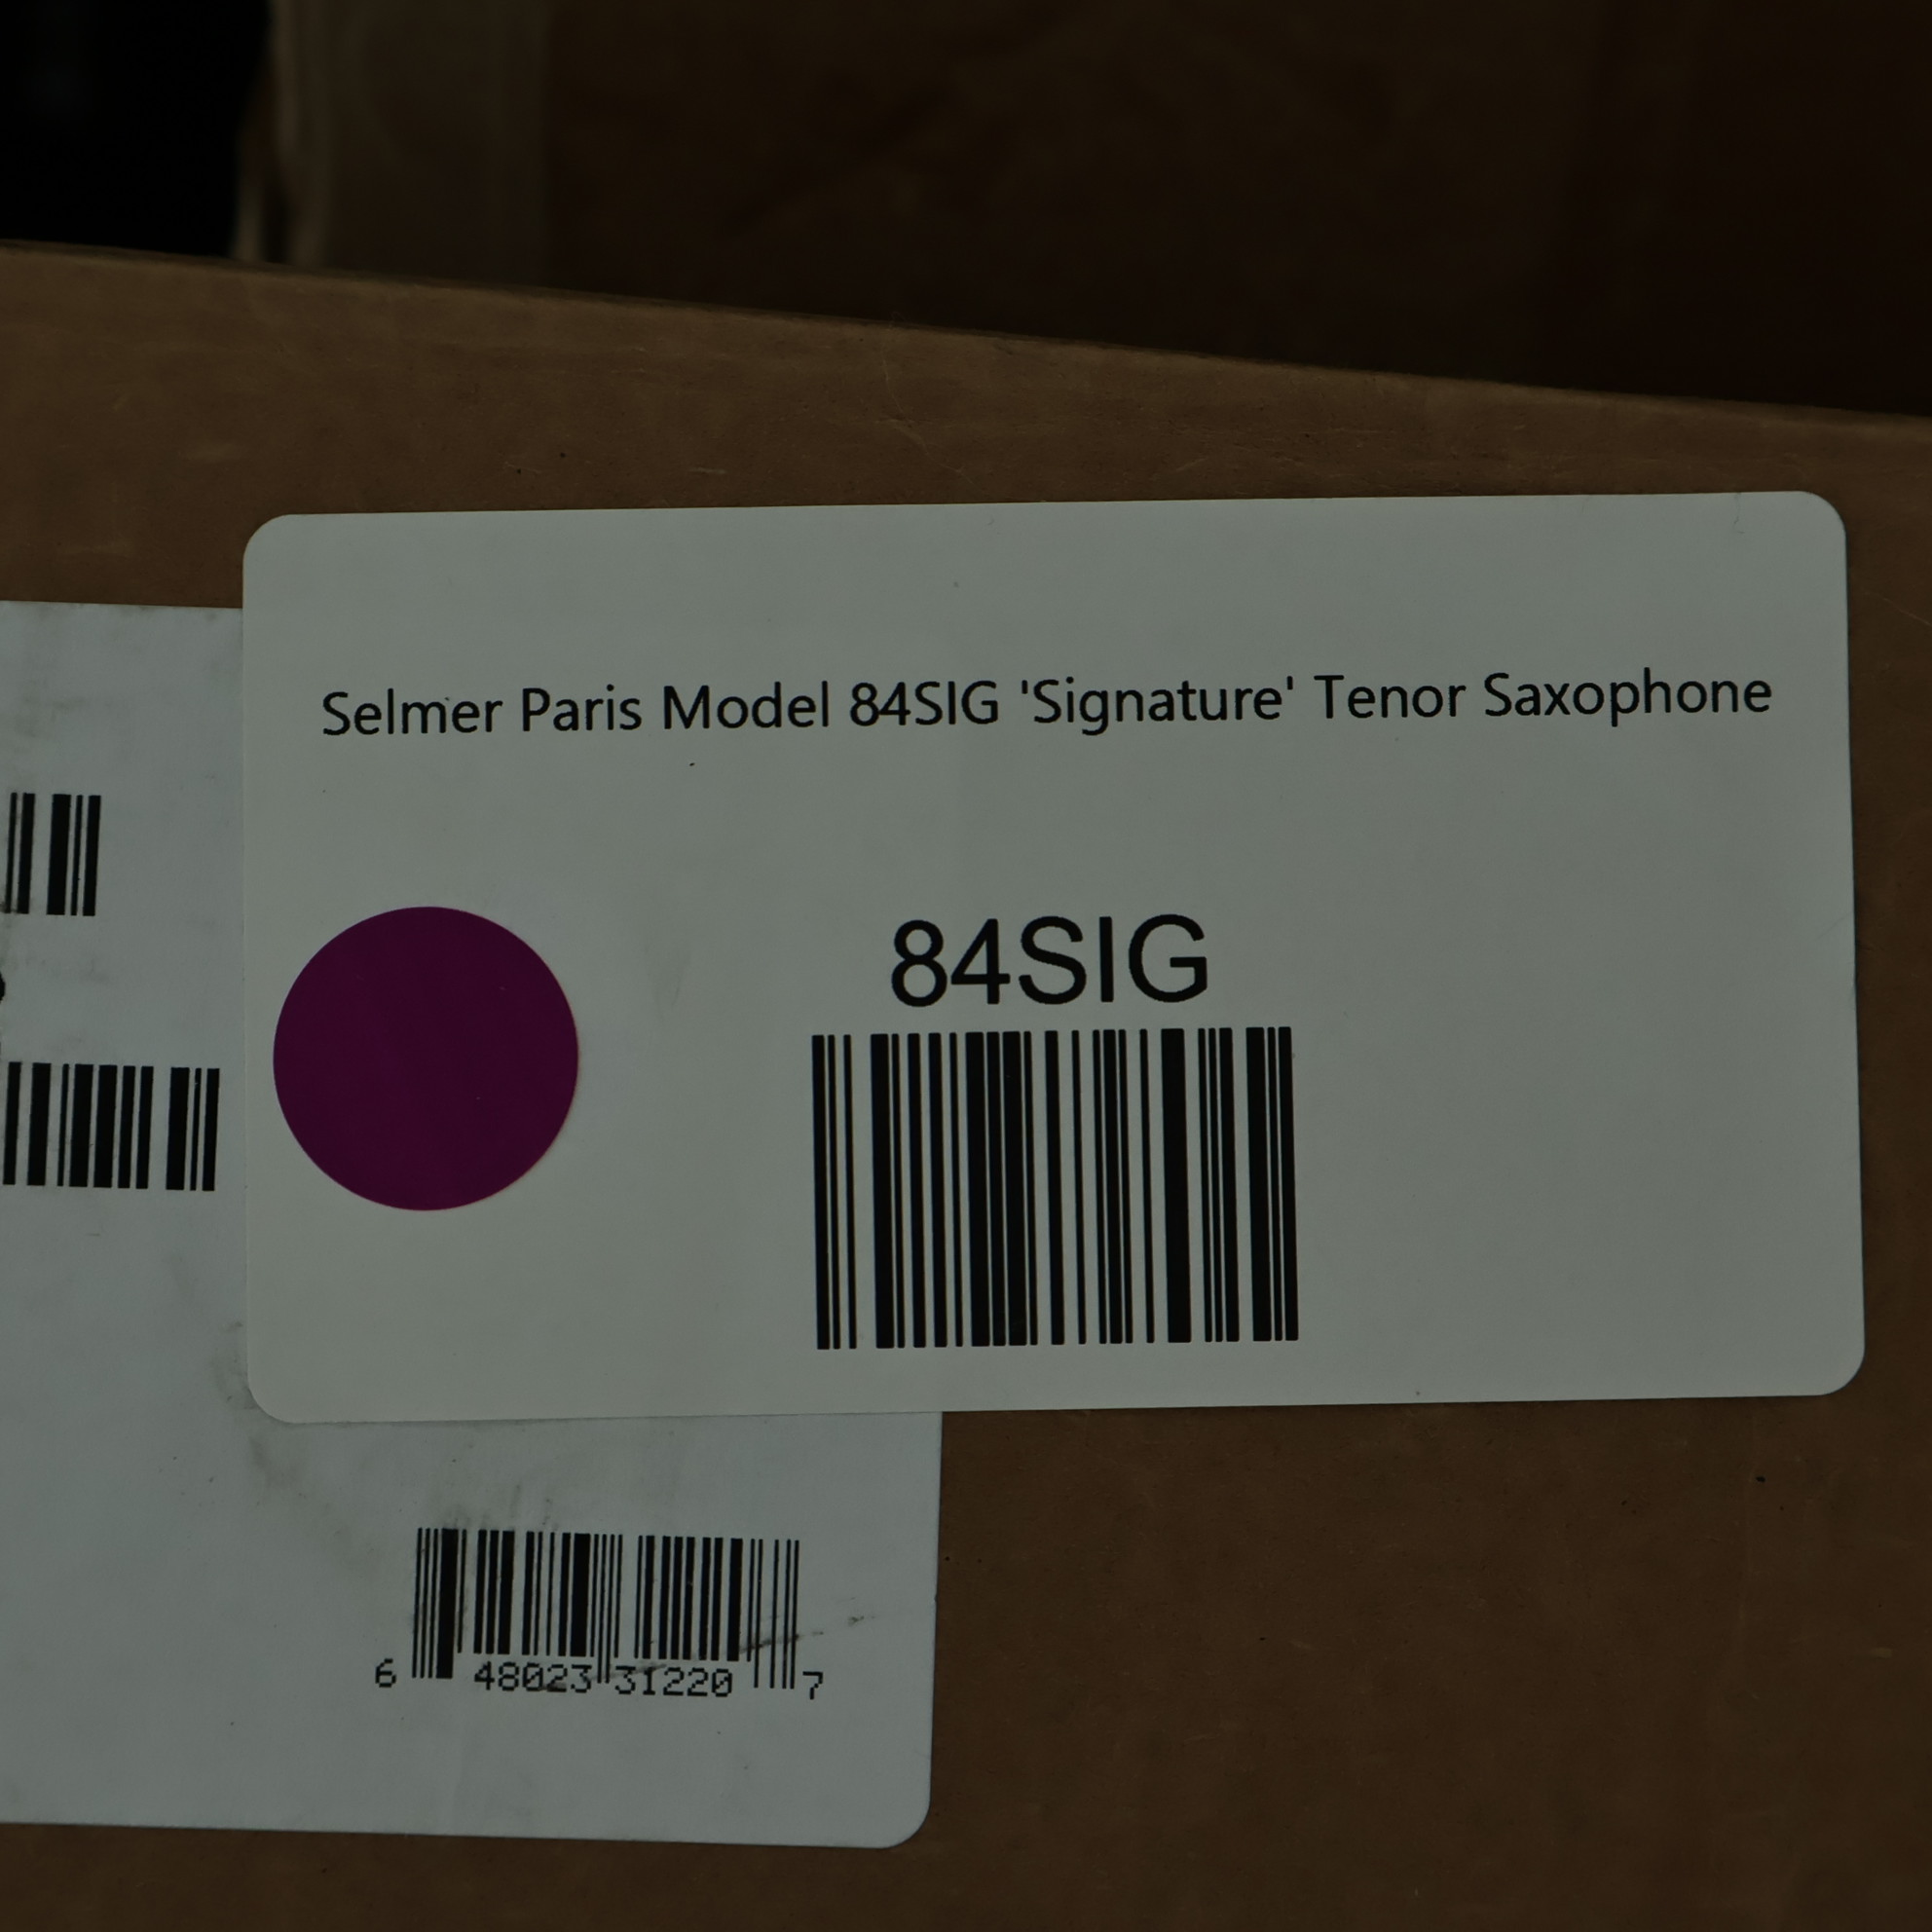 Selmer Paris Model 84SIG 'Signature' Tenor Saxophone
84SIG
6 48023 31220 7